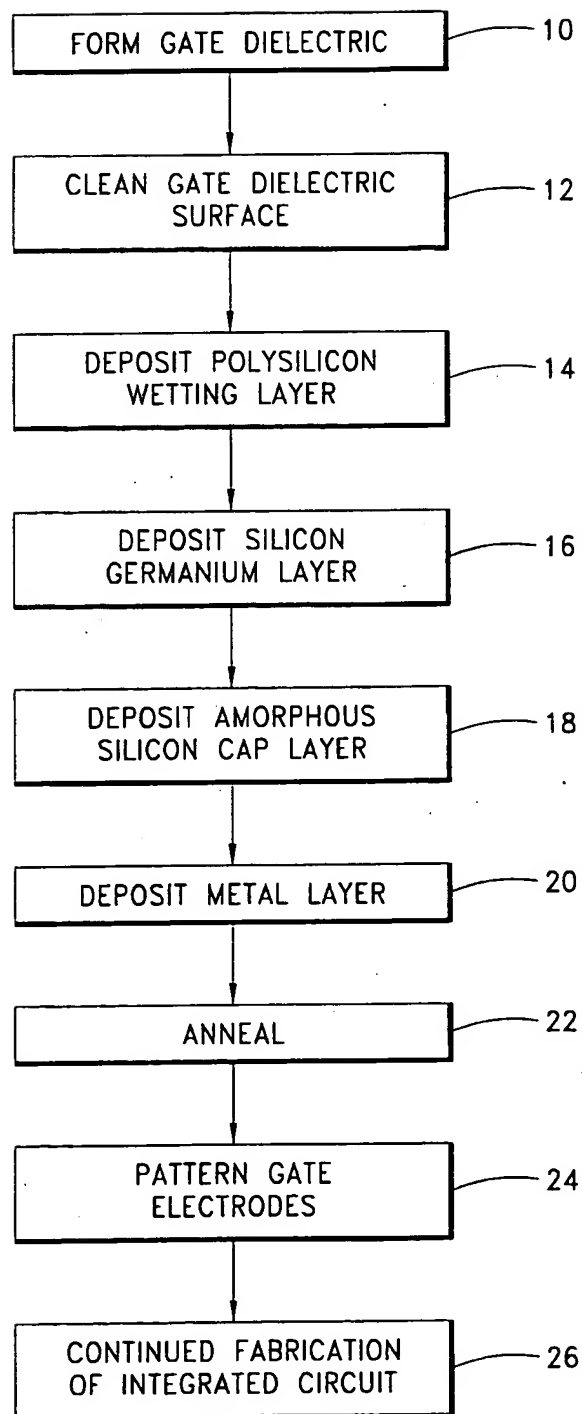 FORM GATE DIELECTRIC
10
CLEAN GATE DIELECTRIC
SURFACE
12
DEPOSIT POLYSILICON
WETTING LAYER
14
DEPOSIT SILICON
GERMANIUM LAYER
16
DEPOSIT AMORPHOUS
SILICON CAP LAYER
18
DEPOSIT METAL LAYER
20
ANNEAL
22
PATTERN GATE
ELECTRODES
24
CONTINUED FABRICATION
OF INTEGRATED CIRCUIT
26